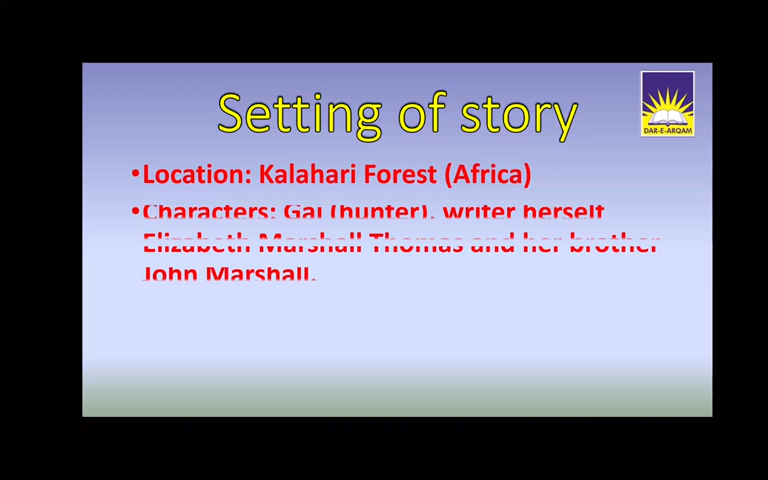 Setting of story
DAR-E-ARQAM
•Location: Kalahari Forest (Africa)
•Characters: Gai (hunter), writer herself
Elizabeth Marshall Thomas and her brother
John Marshall.